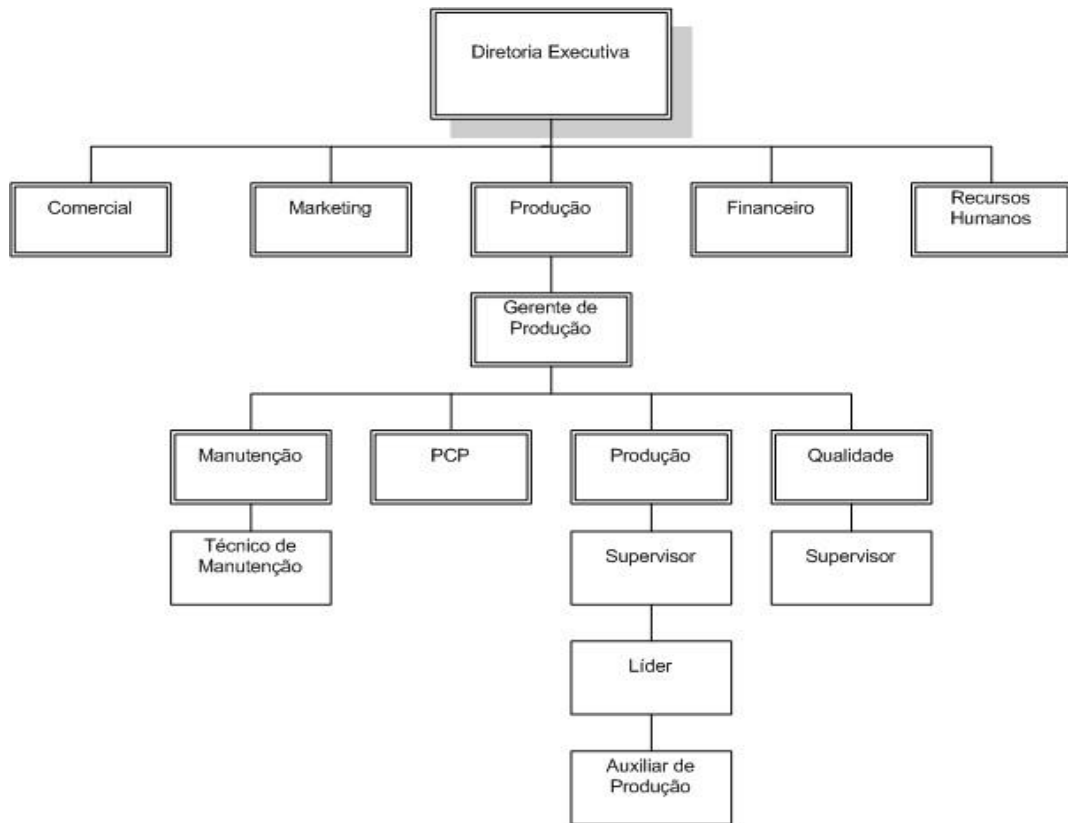 Diretoria Executiva
Comercial
Marketing
Produção
Financeiro
Recursos
Humanos
Gerente de
Produção
Manutenção
PCP
Produção
Qualidade
Técnico de
Manutenção
Supervisor
Supervisor
Líder
Auxiliar de
Produção